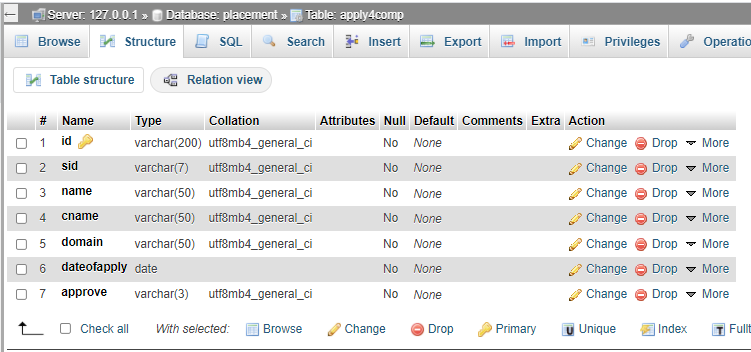 Server: 127.0.0.1 » Database: placement » Table: apply4comp
Browse Structure SQL Search Insert Export Import Privileges Operatio
Table structure Relation view
# Name Type Collation Attributes Null Default Comments Extra Action
1 id varchar(200) utf8mb4_general_ci No None Change Drop More
2 sid varchar(7) utf8mb4_general_ci No None Change Drop More
3 name varchar(50) utf8mb4_general_ci No None Change Drop More
4 cname varchar(50) utf8mb4_general_ci No None Change Drop More
5 domain varchar(50) utf8mb4_general_ci No None Change Drop More
6 dateofapply date No None Change Drop More
7 approve varchar(3) utf8mb4_general_ci No None Change Drop More
Check all With selected: Browse Change Drop Primary Unique Index Fullt